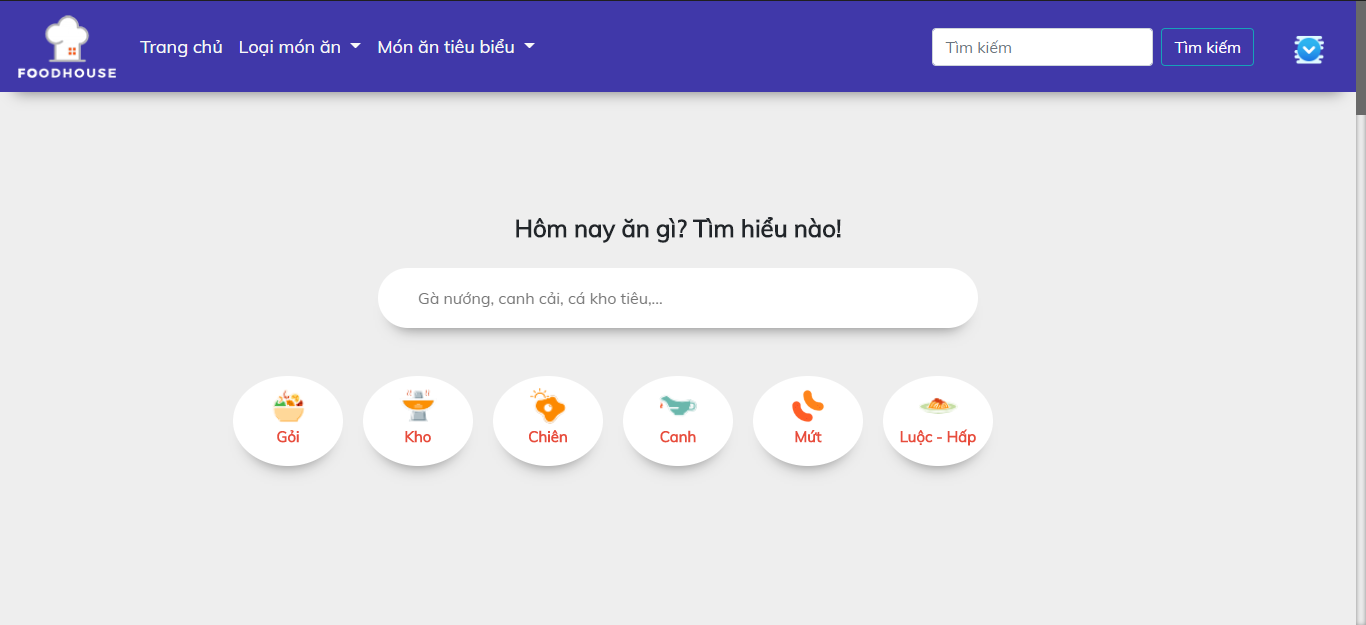 FOODHOUSE
Trang chủ Loại món ăn Món ăn tiêu biểu Tìm kiếm Tìm kiếm
Hôm nay ăn gì? Tìm hiểu nào!
Gà nướng, canh cải, cá kho tiêu,...
Gỏi Kho Chiên Canh Mứt Luộc - Hấp